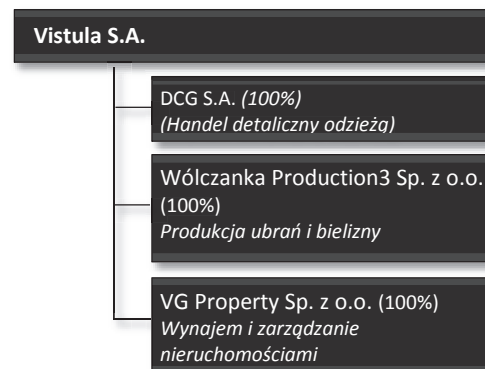 Vistula S.A.
DCG S.A. (100%)
(Handel detaliczny odzieżą)
Wólczanka Production3 Sp. z o.o.
(100%)
Produkcja ubrań i bielizny
VG Property Sp. z o.o. (100%)
Wynajem i zarządzanie
nieruchomościami